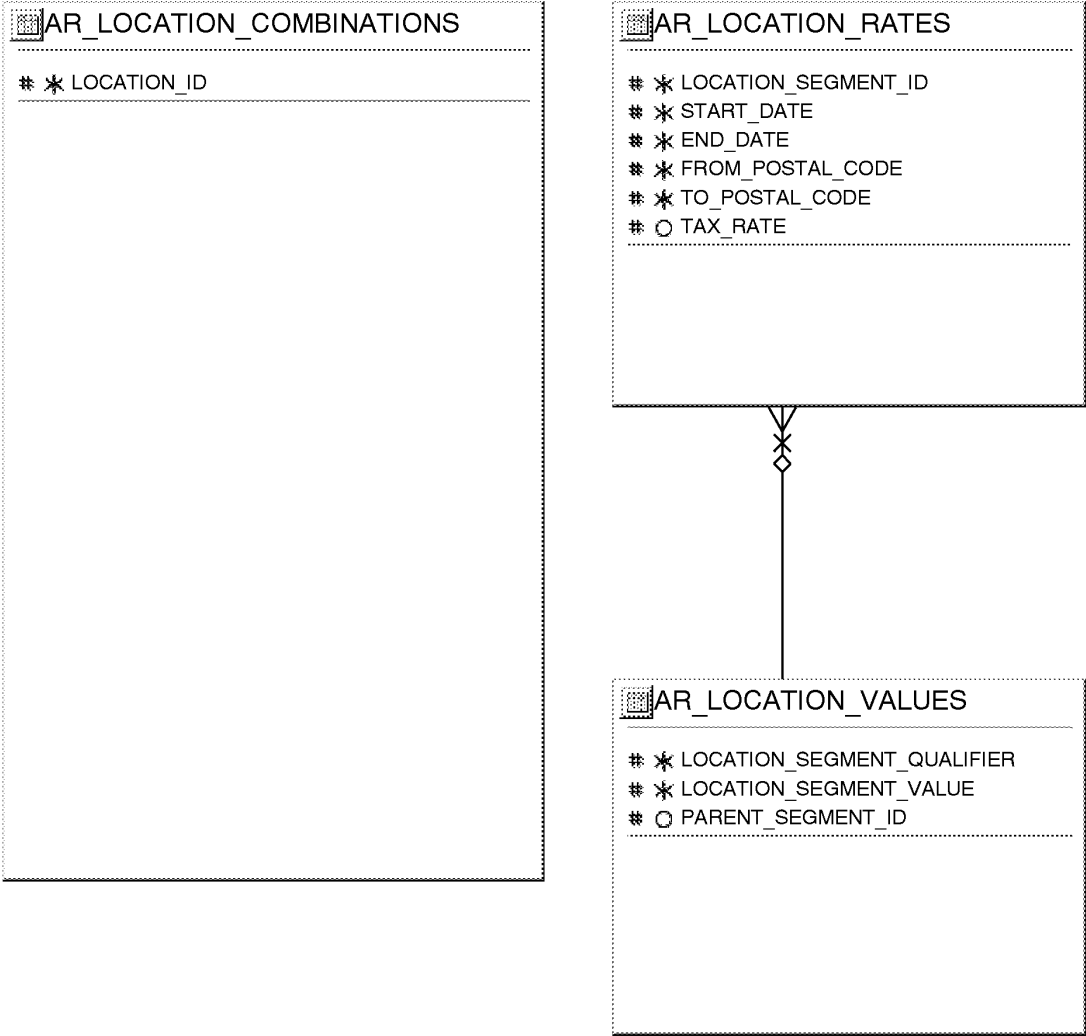 AR_LOCATION_COMBINATIONS
# * LOCATION_ID
AR_LOCATION_RATES
# * LOCATION_SEGMENT_ID
# * START_DATE
# * END_DATE
# * FROM_POSTAL_CODE
# * TO_POSTAL_CODE
# O TAX_RATE
AR_LOCATION_VALUES
# * LOCATION_SEGMENT_QUALIFIER
# * LOCATION_SEGMENT_VALUE
# O PARENT_SEGMENT_ID